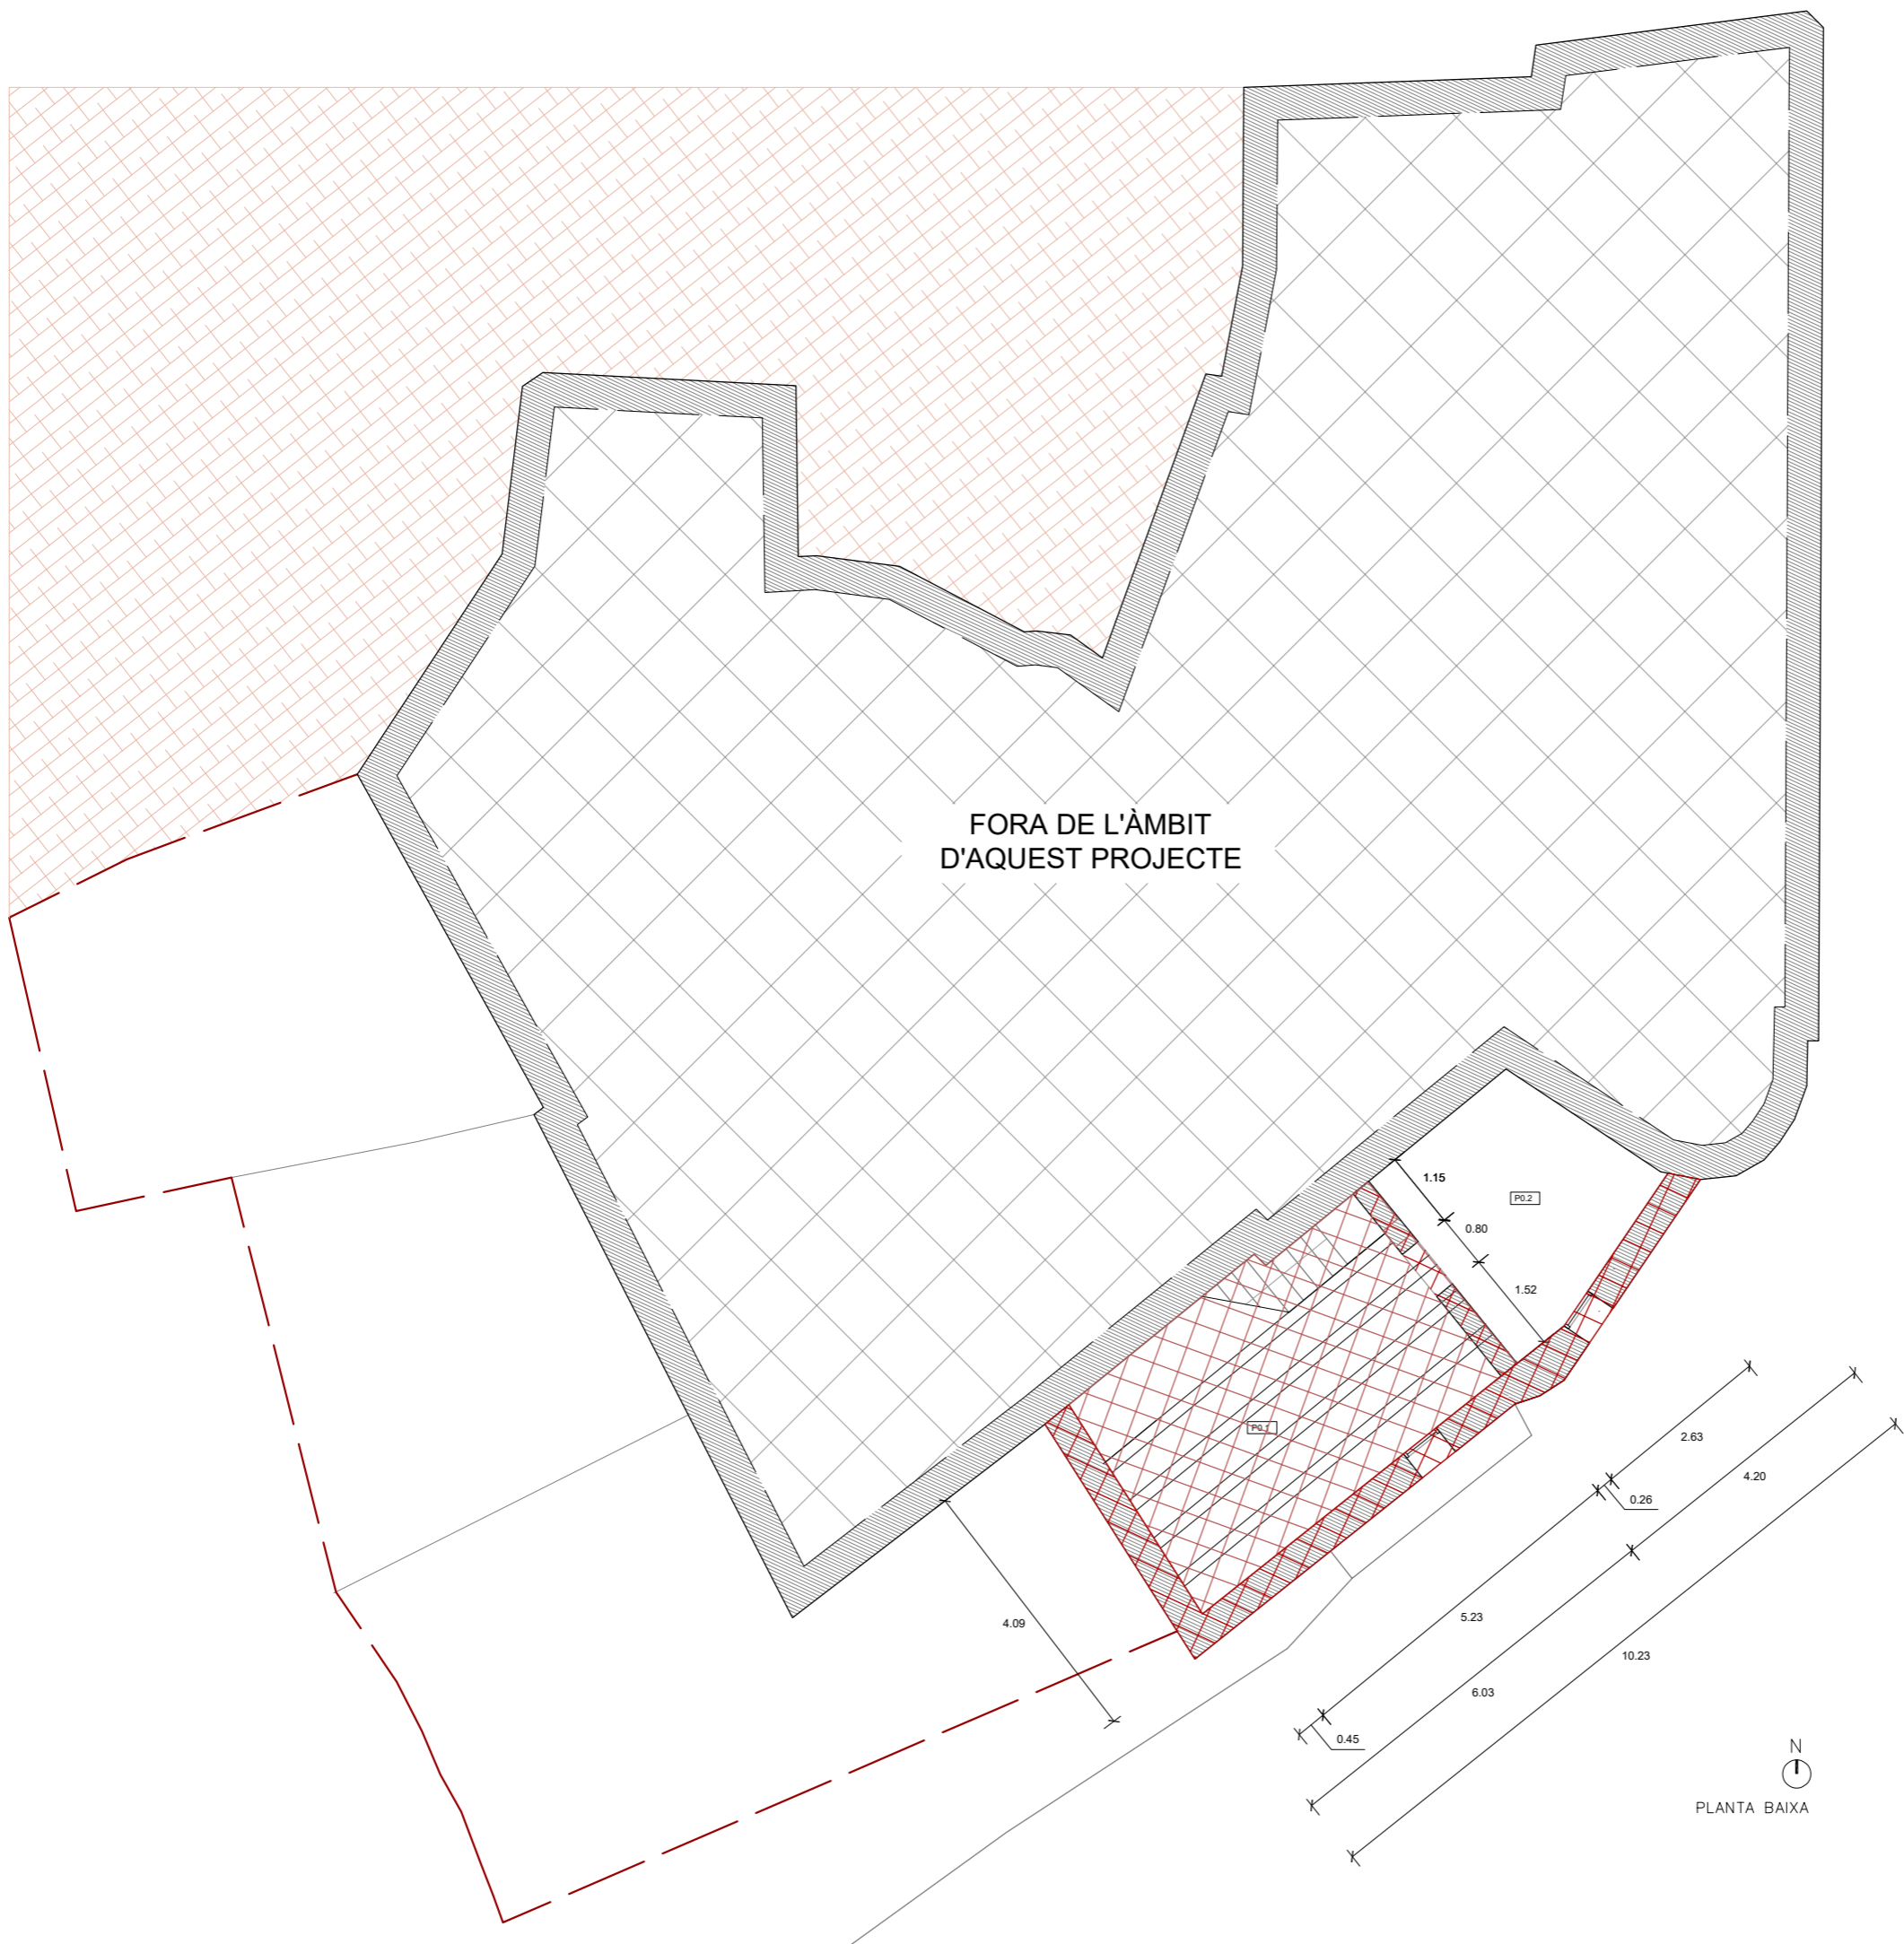 FORA DE L'ÀMBIT
D'AQUEST PROJECTE
1.15
P0.2
0.80
1.52
P0.1
2.63
4.20
0.26
4.09
5.23
10.23
6.03
0.45
N
PLANTA BAIXA